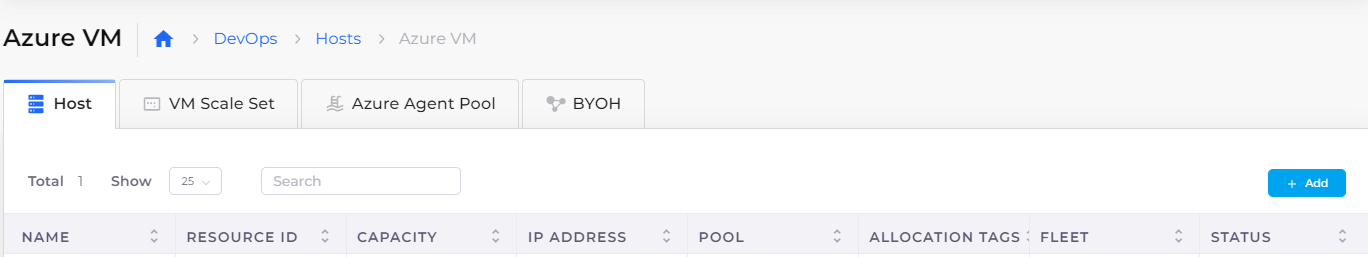 Azure VM DevOps Hosts Azure VM
Host VM Scale Set Azure Agent Pool BYOH
Total 1 Show 25 Search + Add
NAME RESOURCE ID CAPACITY IP ADDRESS POOL ALLOCATION TAGS FLEET STATUS